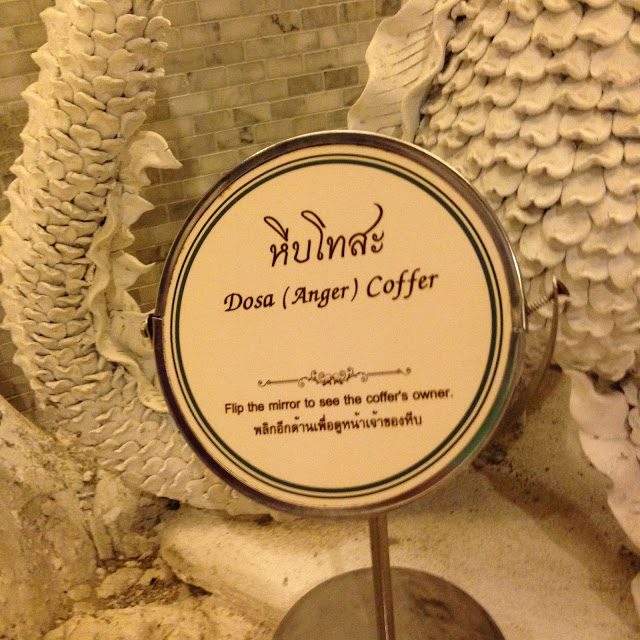 หีบโทสะ
Dosa (Anger) Coffer
Flip the mirror to see the coffer's owner.
พลิกอีกด้านเพื่อดูหน้าเจ้าของหีบ